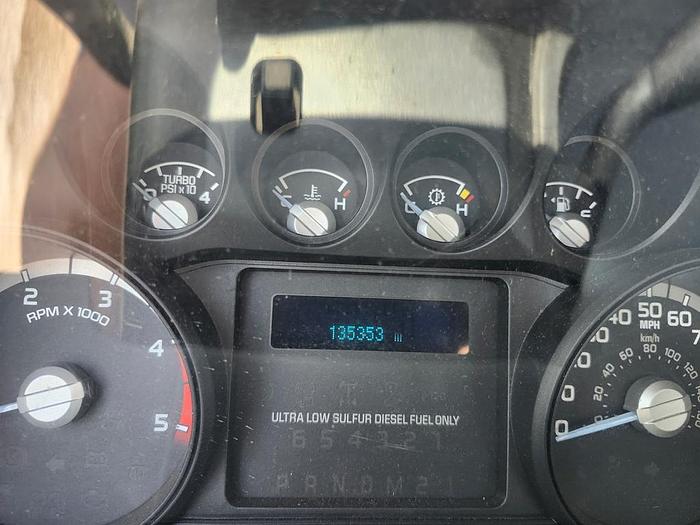 TURBO
PSI x 10
0 4
C H
C H
2 3 4 5
RPM X 1000
135353
ULTRA LOW SULFUR DIESEL FUEL ONLY
6 5 4 3 2 1
P R N D M 2 1
0 40 50 60
MPH
km/h
0 20 40 60 80 100 120